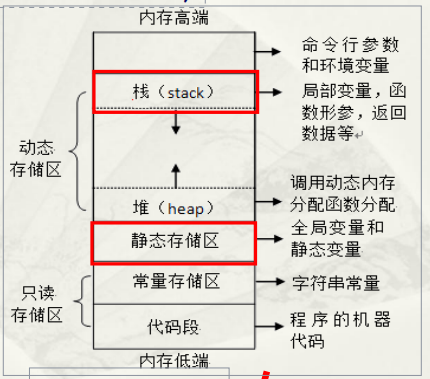 内存高端
命令行参数
和环境变量
栈（stack）
局部变量，函
数形参，返回
数据等
动态
存储区
堆（heap）
调用动态内存
分配函数分配
静态存储区
全局变量和
静态变量
只读
存储区
常量存储区
字符串常量
代码段
程序的机器
代码
内存低端